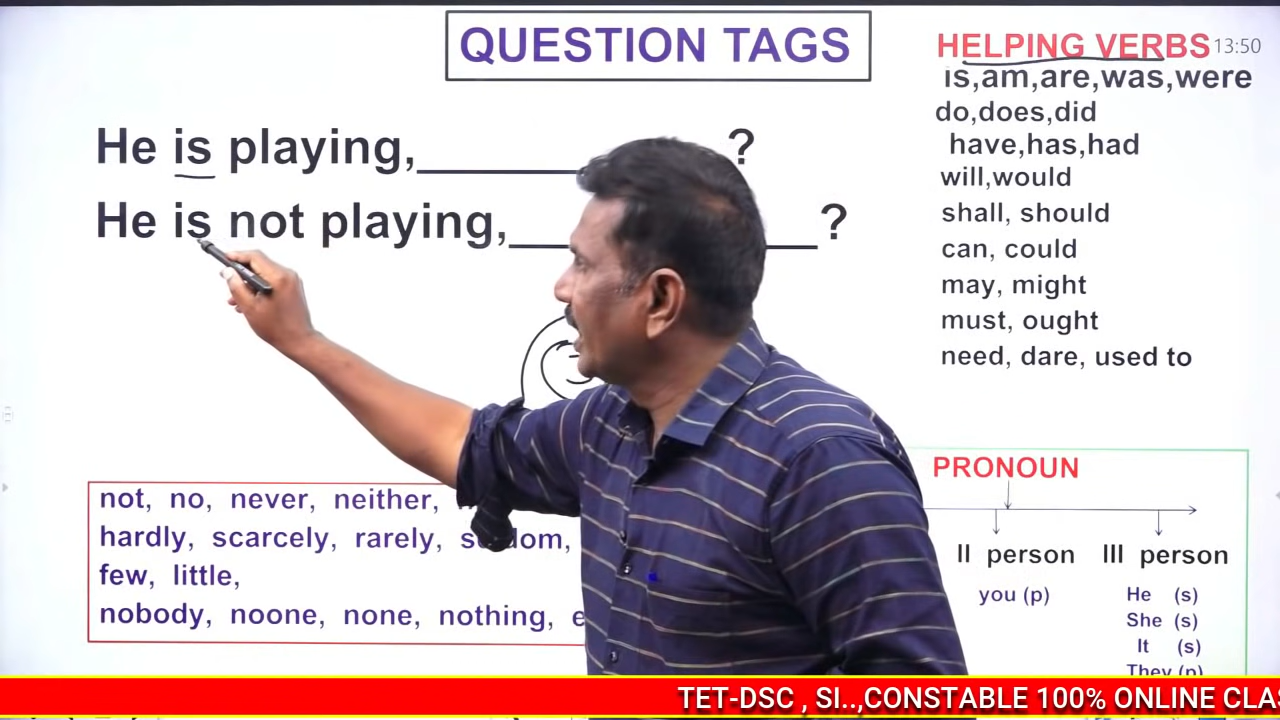 QUESTION TAGS
He is playing,__________?
He is not playing,__________?
HELPING VERBS
13:50
is,am,are,was,were
do,does,did
have,has,had
will,would
shall, should
can, could
may, might
must, ought
need, dare, used to
not, no, never, neither,
hardly, scarcely, rarely,
few, little,
nobody, noone, none, nothing,
PRONOUN
II person
III person
you (p)
He (s)
She (s)
It (s)
They (p)
TET-DSC , SI..,CONSTABLE 100% ONLINE